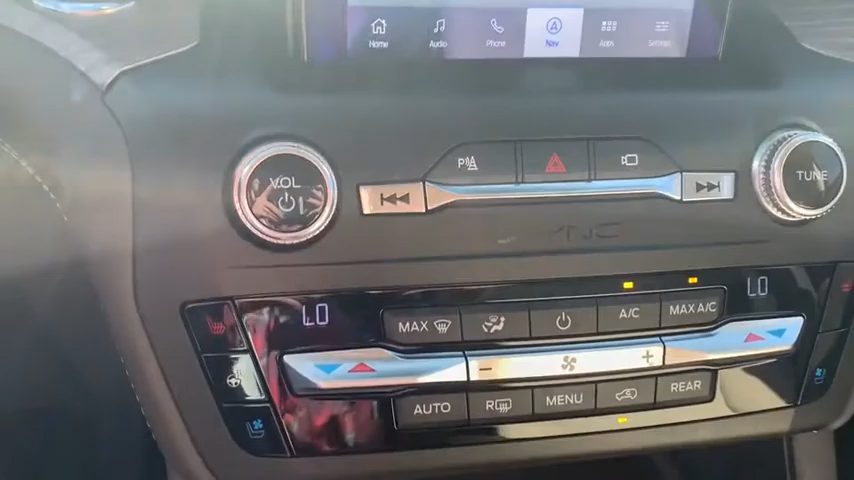 Home Audio Phone Nav Apps Settings
VOL
P
TUNE
LO
MAX
A/C
MAX A/C
LO
AUTO
MENU
REAR